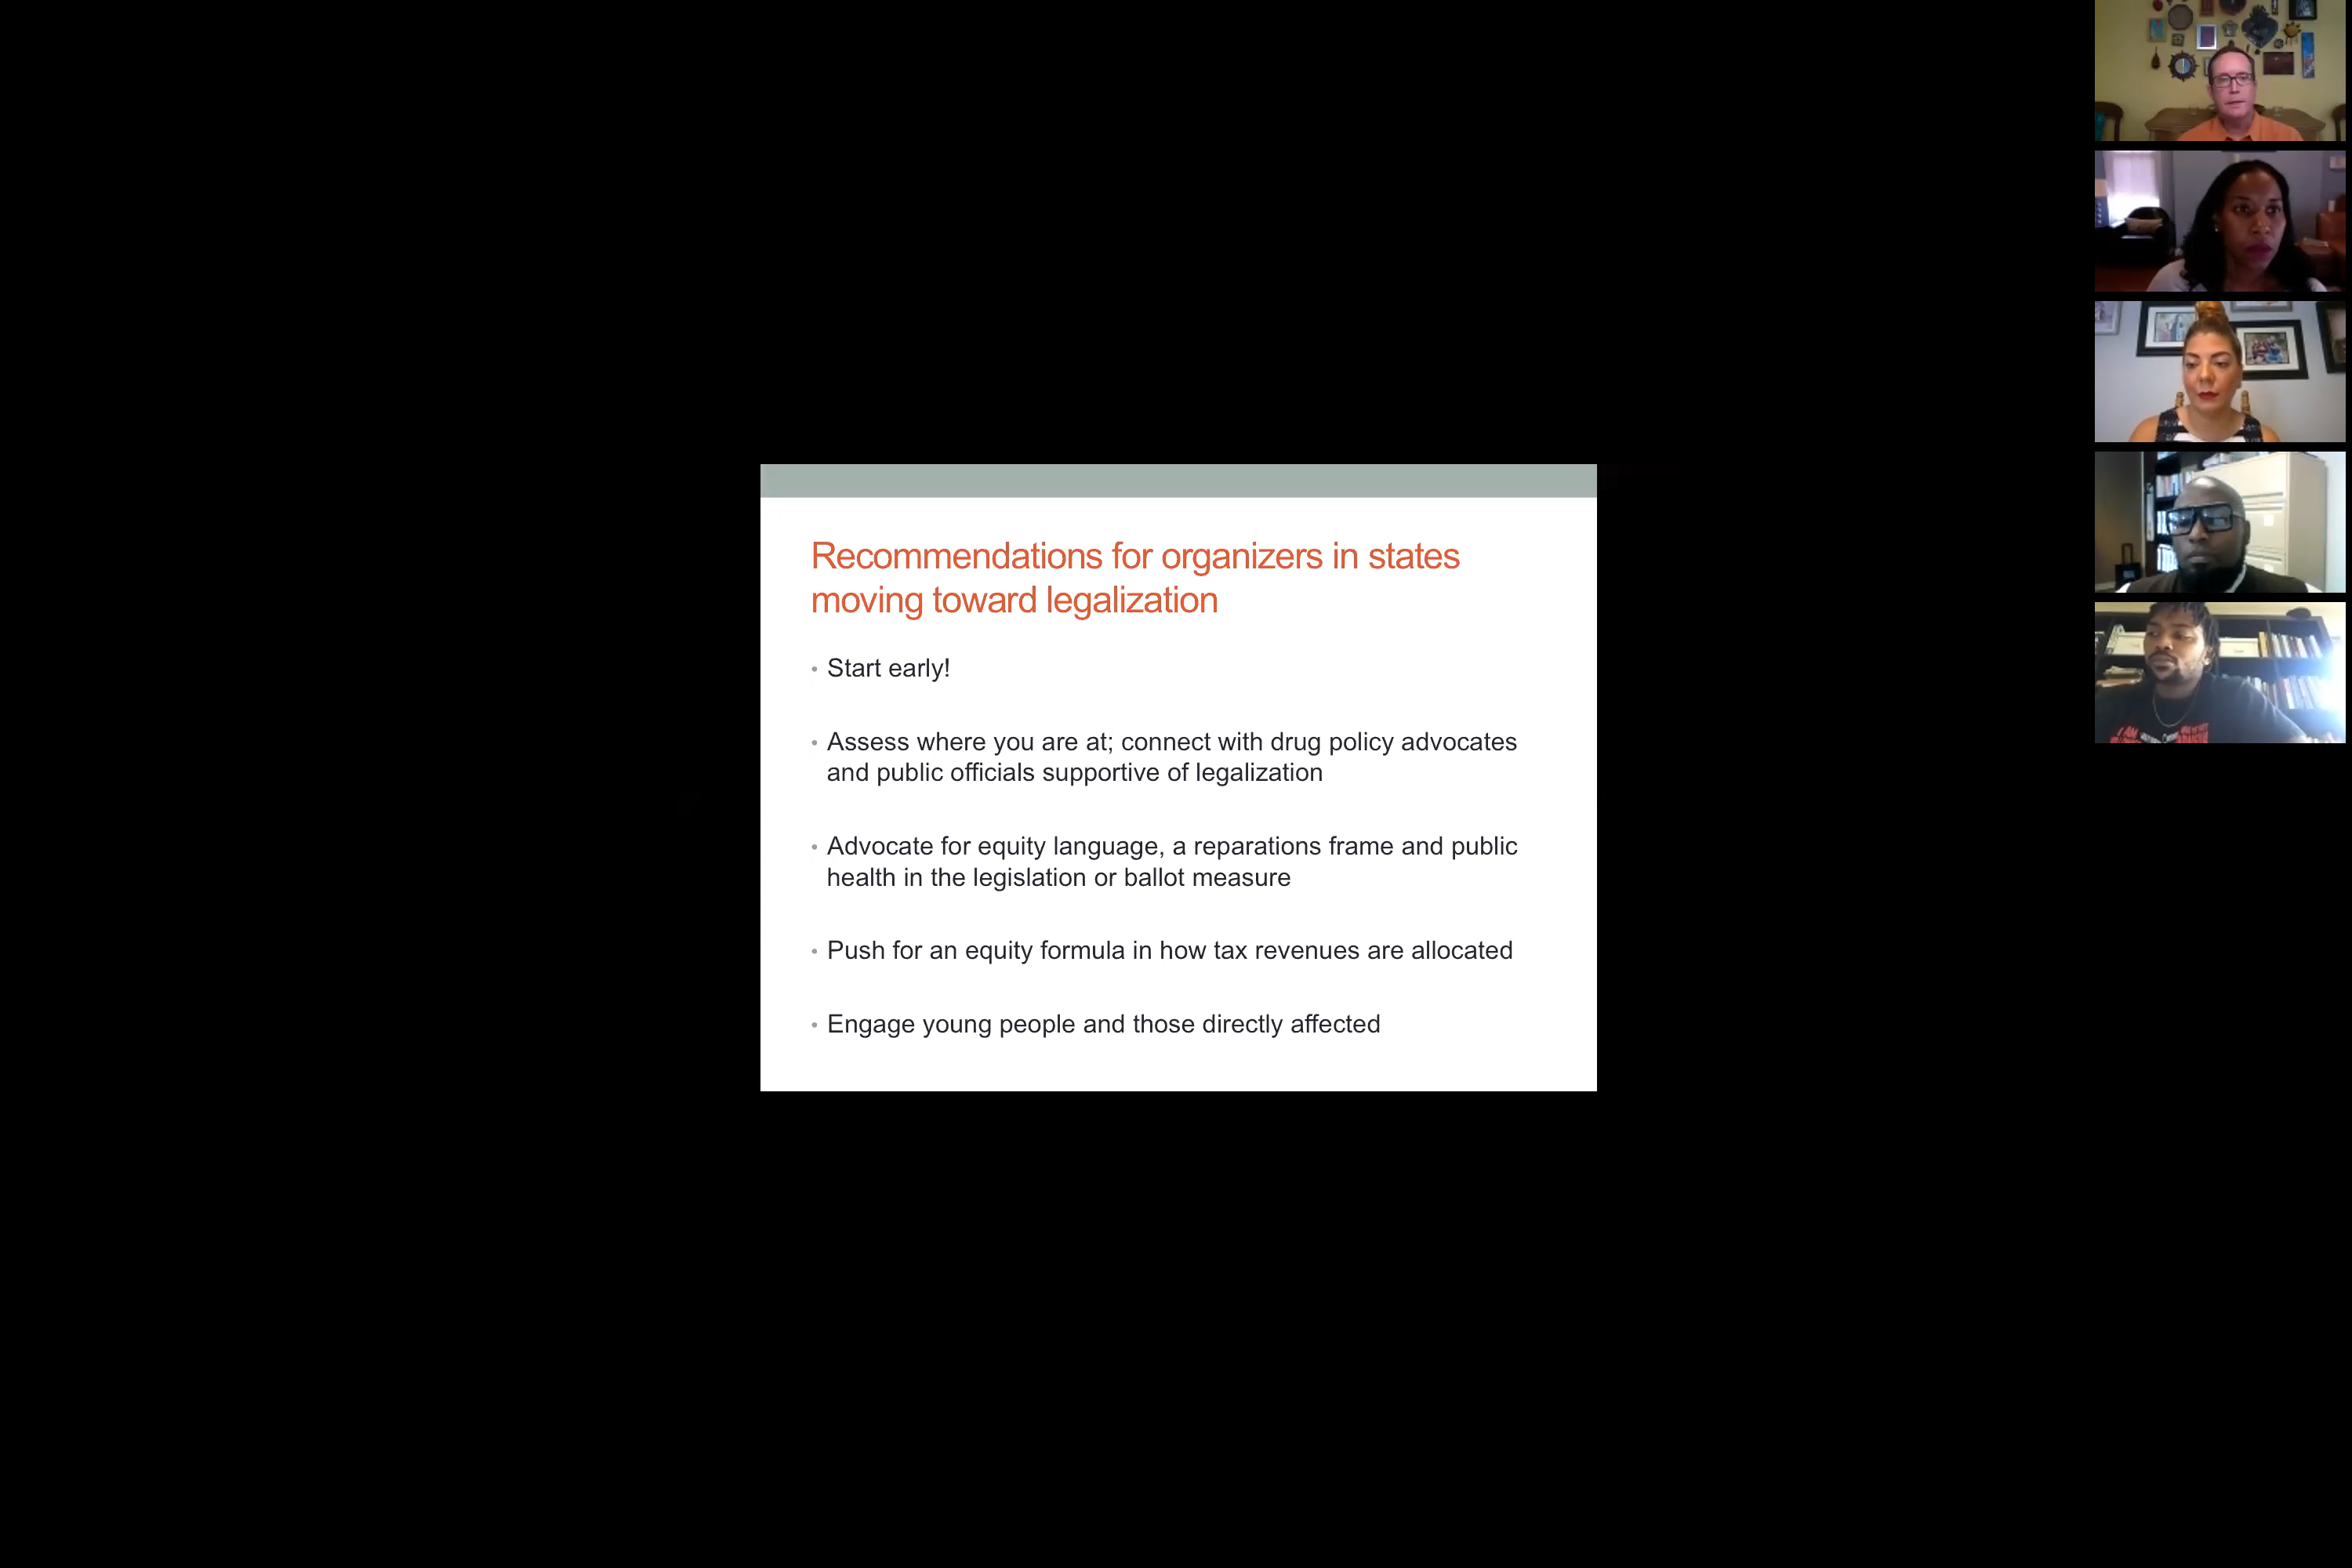 Recommendations for organizers in states
moving toward legalization
• Start early!
• Assess where you are at; connect with drug policy advocates
and public officials supportive of legalization
• Advocate for equity language, a reparations frame and public
health in the legislation or ballot measure
• Push for an equity formula in how tax revenues are allocated
• Engage young people and those directly affected
I AM